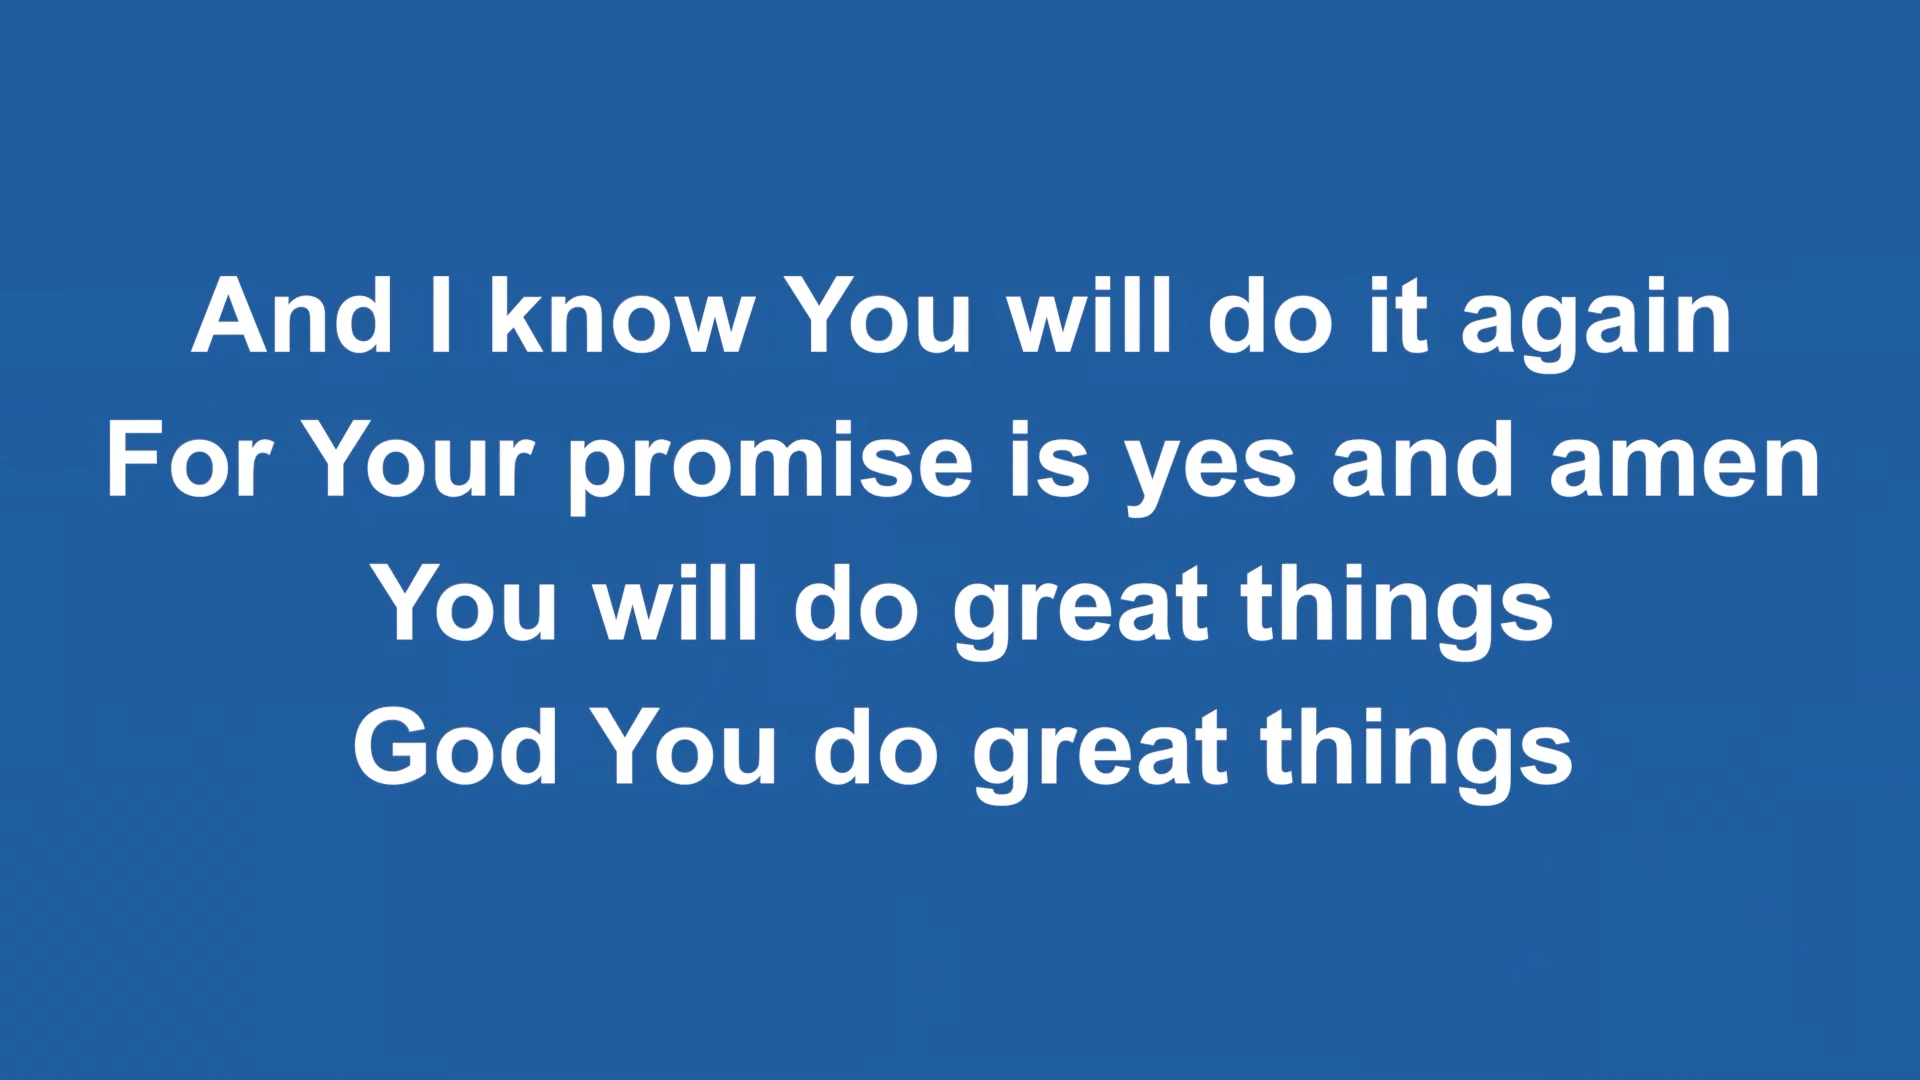 And I know You will do it again
For Your promise is yes and amen
You will do great things
God You do great things